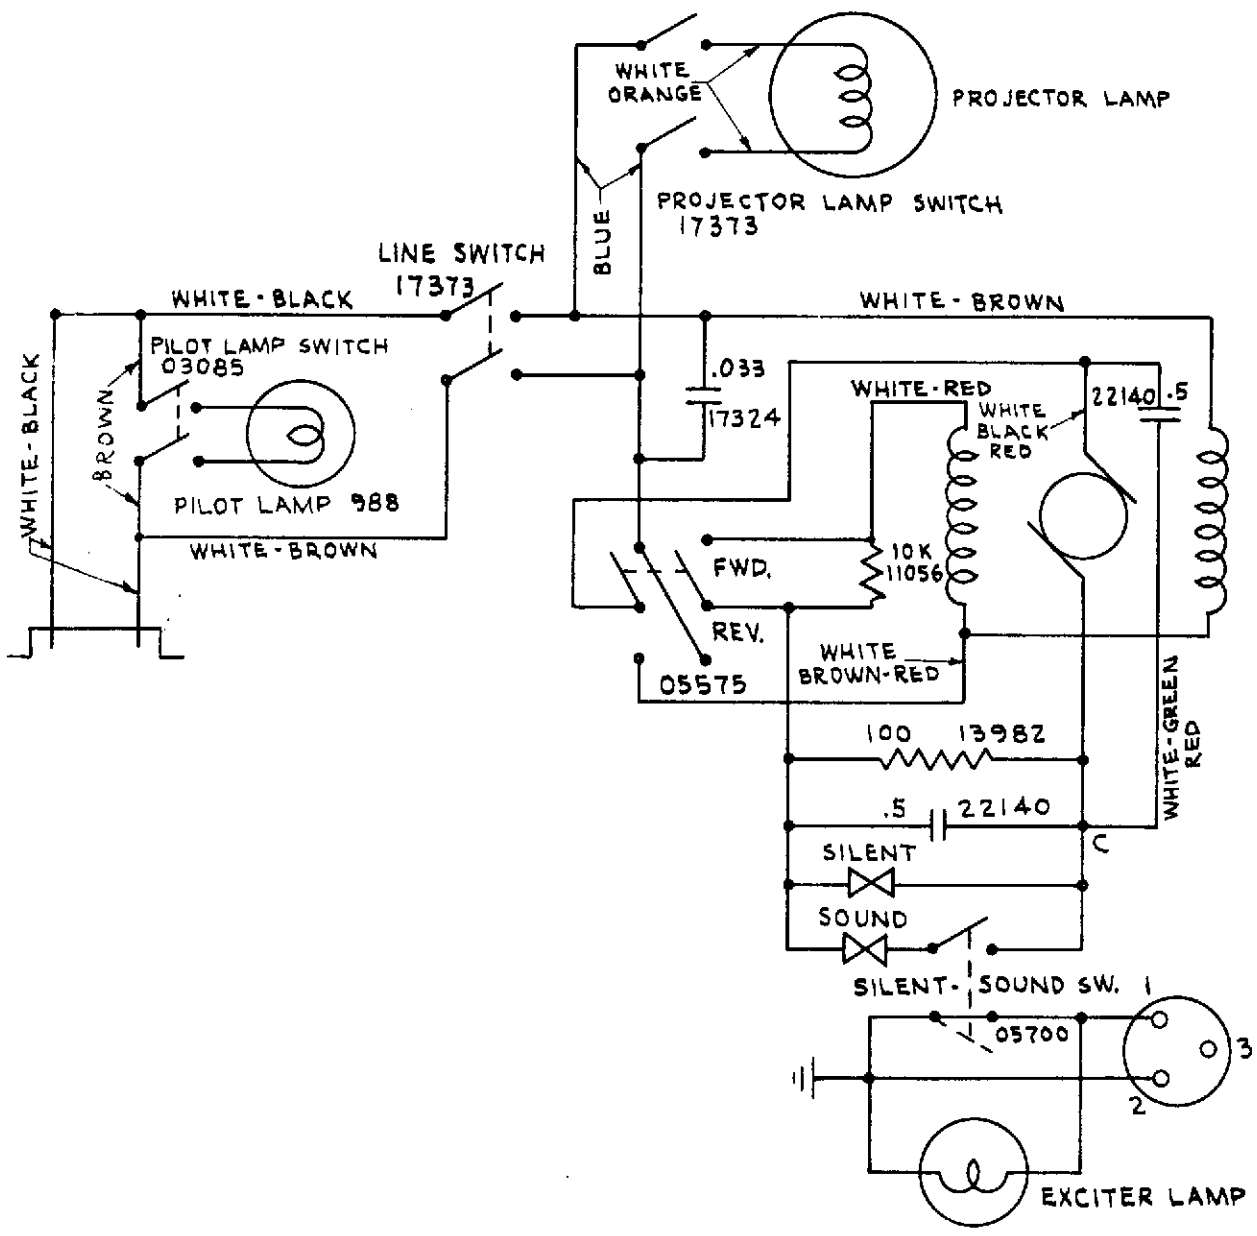 WHITE
ORANGE
PROJECTOR LAMP
PROJECTOR LAMP SWITCH
17373
BLUE
LINE SWITCH
17373
WHITE-BLACK
WHITE-BROWN
PILOT LAMP SWITCH
03085
WHITE-BLACK
BROWN
PILOT LAMP 988
WHITE-BROWN
.033
17324
WHITE-RED
WHITE
BLACK
RED
22140 .5
10K
11056
FWD.
REV.
05575
WHITE
BROWN-RED
WHITE-GREEN
RED
100 13982
.5 22140
C
SILENT
SOUND
SILENT-SOUND SW.
05700
1
3
2
EXCITER LAMP